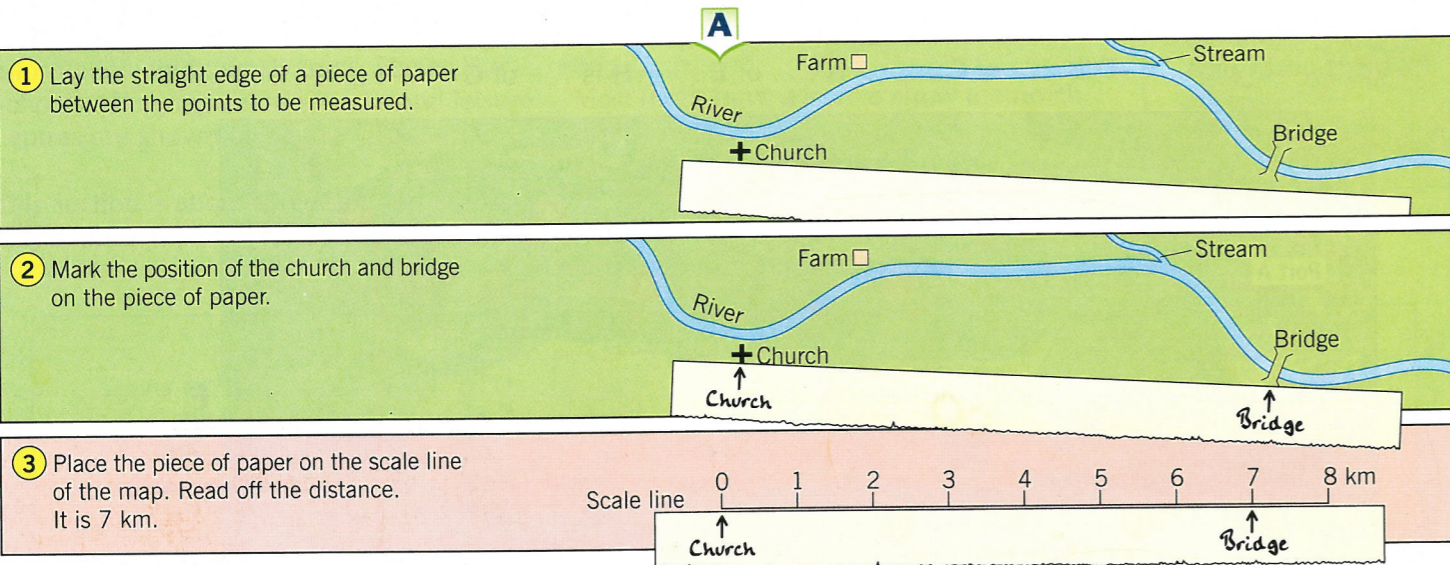 A
1 Lay the straight edge of a piece of paper
between the points to be measured.
Farm
Stream
River
Church
Bridge
2 Mark the position of the church and bridge
on the piece of paper.
Farm
Stream
River
Church
Bridge
Church
Bridge
3 Place the piece of paper on the scale line
of the map. Read off the distance.
It is 7 km.
Scale line
0 1 2 3 4 5 6 7 8 km
Church
Bridge